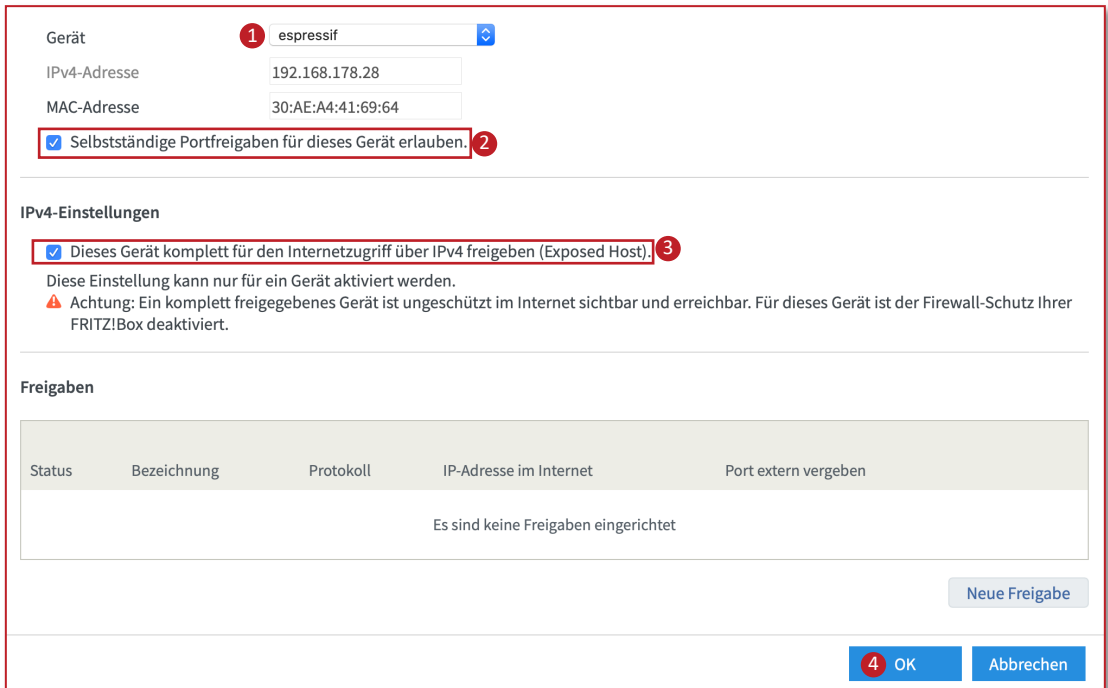 Gerät 1 espressif
IPv4-Adresse 192.168.178.28
MAC-Adresse 30:AE:A4:41:69:64
Selbstständige Portfreigaben für dieses Gerät erlauben. 2
IPv4-Einstellungen
Dieses Gerät komplett für den Internetzugriff über IPv4 freigeben (Exposed Host). 3
Diese Einstellung kann nur für ein Gerät aktiviert werden.
Achtung: Ein komplett freigegebenes Gerät ist ungeschützt im Internet sichtbar und erreichbar. Für dieses Gerät ist der Firewall-Schutz Ihrer
FRITZ!Box deaktiviert.
Freigaben
Status Bezeichnung Protokoll IP-Adresse im Internet Port extern vergeben
Es sind keine Freigaben eingerichtet
Neue Freigabe
4 OK Abbrechen